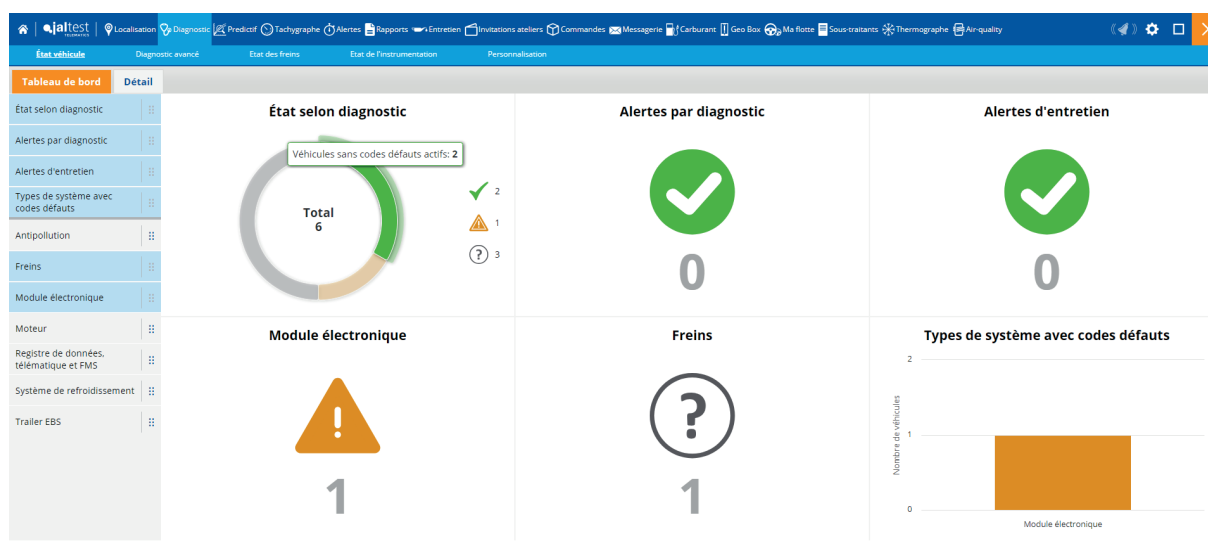 jaltest
TELEMATICS
Localisation Diagnostic Predictif Tachygraphe Alertes Rapports Entretien Invitations ateliers Commandes Messagerie Carburant Geo Box Ma flotte Sous-traitants Thermographe Air-quality
État véhicule Diagnostic avancé Etat des freins Etat de l'instrumentation Personnalisation
Tableau de bord Détail
État selon diagnostic
Alertes par diagnostic
Alertes d'entretien
Types de système avec
codes défauts
Antipollution
Freins
Module électronique
Moteur
Registre de données,
télématique et FMS
Système de refroidissement
Trailer EBS
État selon diagnostic
Véhicules sans codes défauts actifs: 2
Total
6
2
1
? 3
Alertes par diagnostic
0
Alertes d'entretien
0
Module électronique
!
1
Freins
?
1
Types de système avec codes défauts
Nombre de véhicules
2
1
0
Module électronique